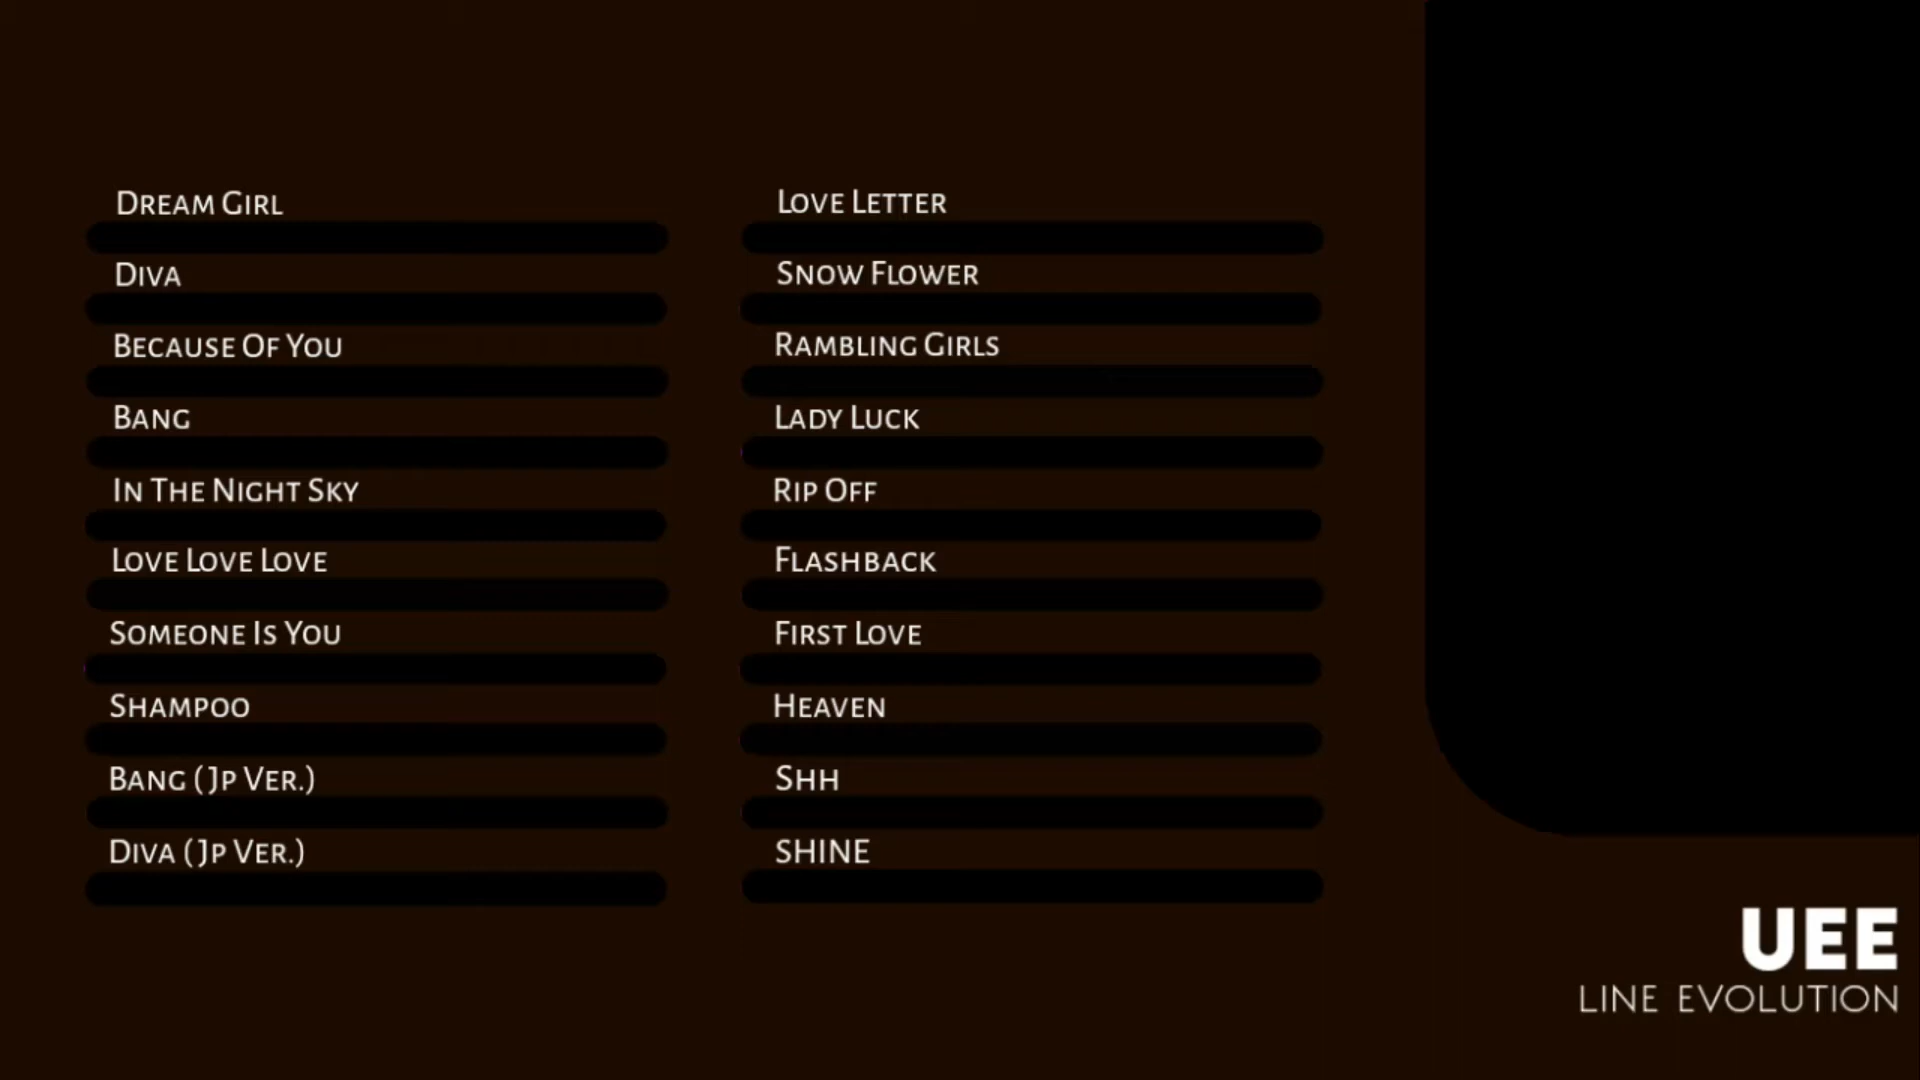 Dream Girl
Diva
Because Of You
Bang
In The Night Sky
Love Love Love
Someone Is You
Shampoo
Bang (Jp Ver.)
Diva (Jp Ver.)
Love Letter
Snow Flower
Rambling Girls
Lady Luck
Rip Off
Flashback
First Love
Heaven
Shh
SHINE
UEE
LINE EVOLUTION